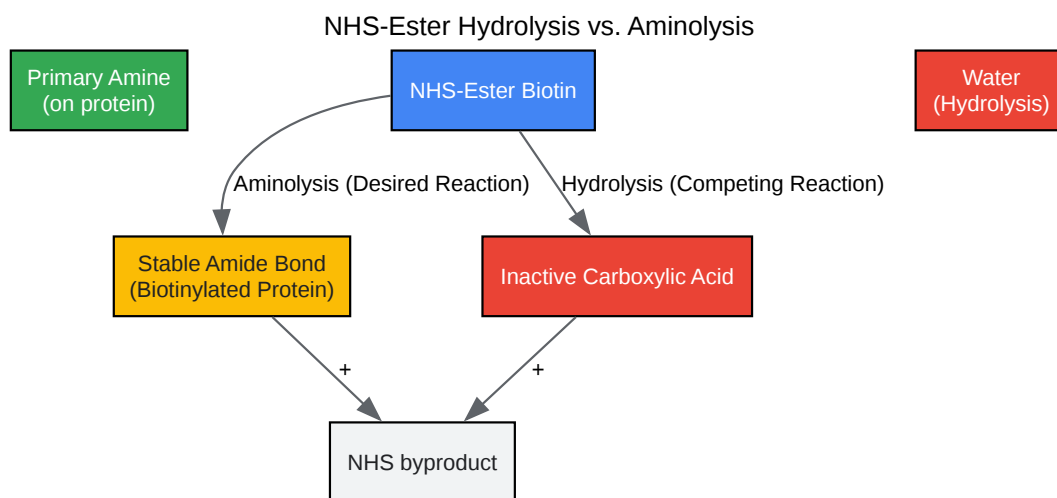 NHS-Ester Hydrolysis vs. Aminolysis
Primary Amine
(on protein)
NHS-Ester Biotin
Water
(Hydrolysis)
Aminolysis (Desired Reaction)
Hydrolysis (Competing Reaction)
Stable Amide Bond
(Biotinylated Protein)
Inactive Carboxylic Acid
+
+
NHS byproduct